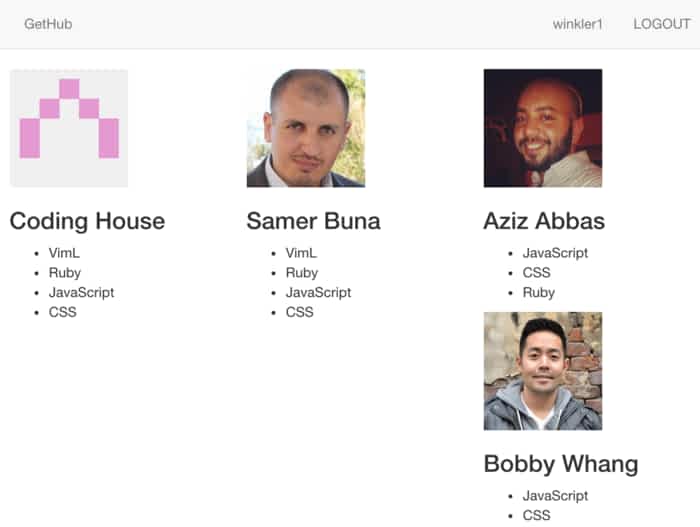 GetHub winkler1 LOGOUT
Coding House
VimL
Ruby
JavaScript
CSS
Samer Buna
VimL
Ruby
JavaScript
CSS
Aziz Abbas
JavaScript
CSS
Ruby
Bobby Whang
JavaScript
CSS